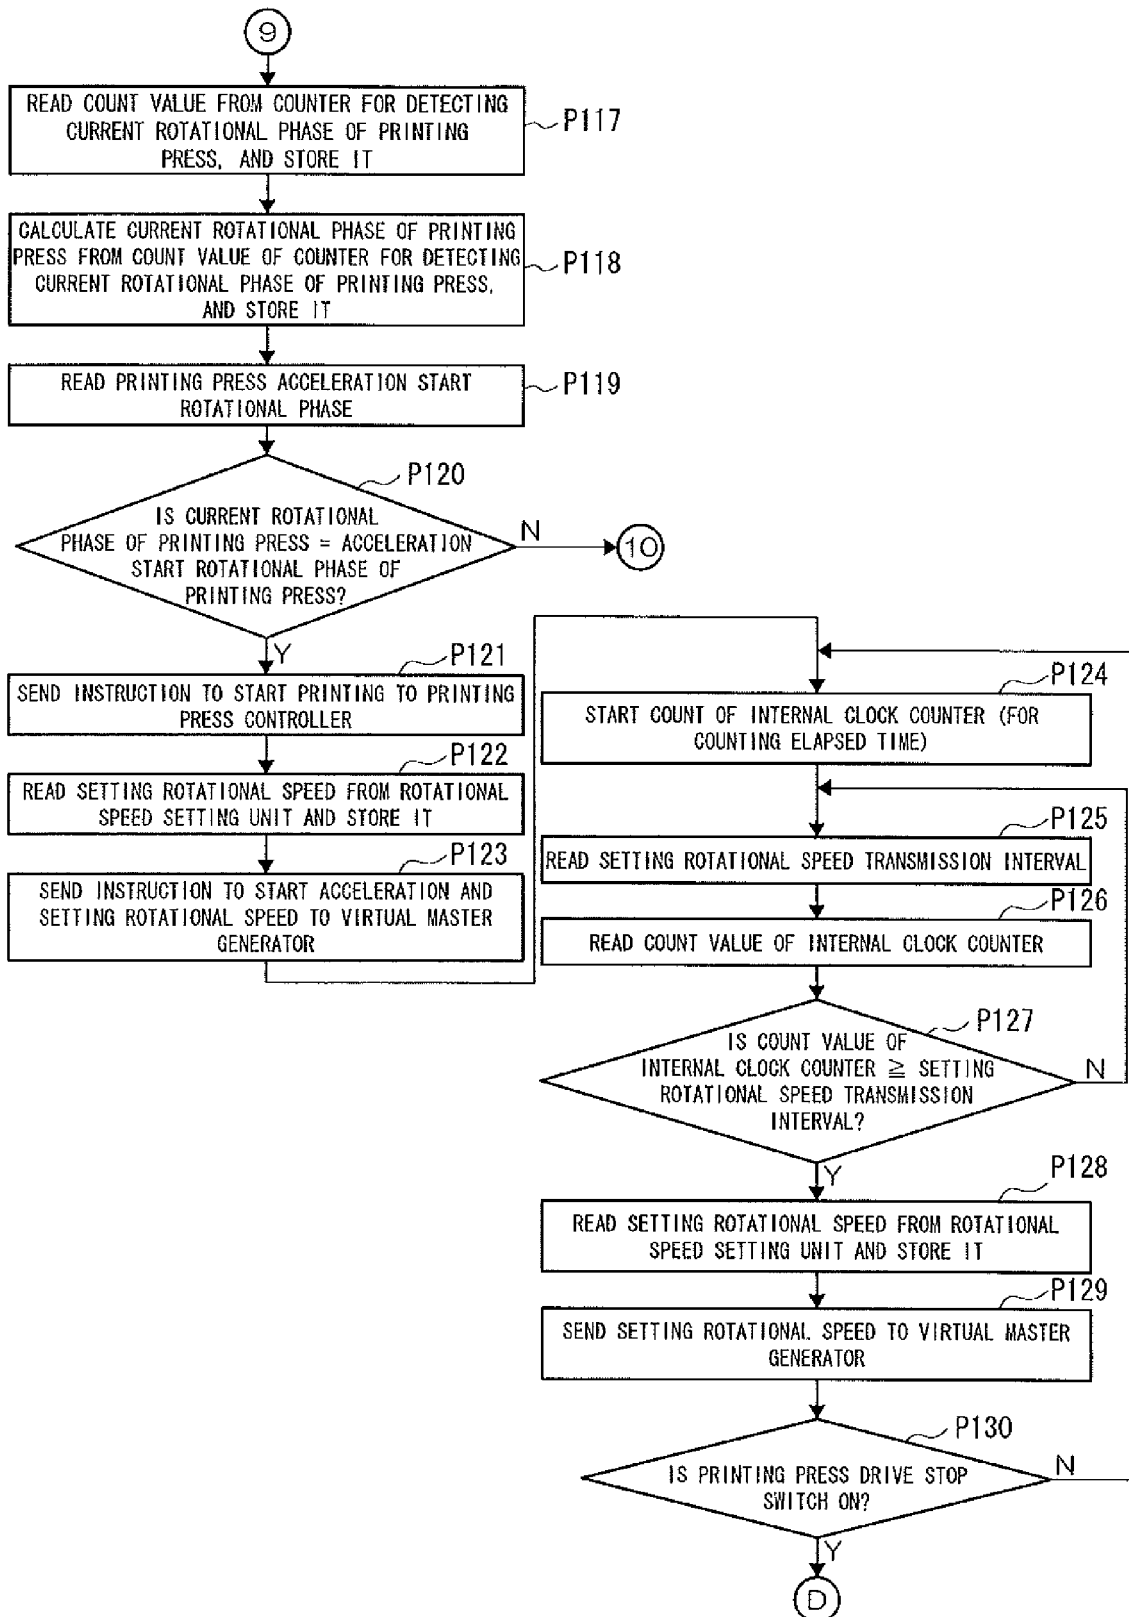 9
READ COUNT VALUE FROM COUNTER FOR DETECTING
CURRENT ROTATIONAL PHASE OF PRINTING
PRESS, AND STORE IT
P117
CALCULATE CURRENT ROTATIONAL PHASE OF PRINTING
PRESS FROM COUNT VALUE OF COUNTER FOR DETECTING
CURRENT ROTATIONAL PHASE OF PRINTING PRESS,
AND STORE IT
P118
READ PRINTING PRESS ACCELERATION START
ROTATIONAL PHASE
P119
P120
IS CURRENT ROTATIONAL
PHASE OF PRINTING PRESS = ACCELERATION
START ROTATIONAL PHASE OF
PRINTING PRESS?
N
10
Y
P121
SEND INSTRUCTION TO START PRINTING TO PRINTING
PRESS CONTROLLER
P122
READ SETTING ROTATIONAL SPEED FROM ROTATIONAL
SPEED SETTING UNIT AND STORE IT
P123
SEND INSTRUCTION TO START ACCELERATION AND
SETTING ROTATIONAL SPEED TO VIRTUAL MASTER
GENERATOR
P124
START COUNT OF INTERNAL CLOCK COUNTER (FOR
COUNTING ELAPSED TIME)
P125
READ SETTING ROTATIONAL SPEED TRANSMISSION INTERVAL
P126
READ COUNT VALUE OF INTERNAL CLOCK COUNTER
P127
IS COUNT VALUE OF
INTERNAL CLOCK COUNTER ≧ SETTING
ROTATIONAL SPEED TRANSMISSION
INTERVAL?
N
Y
P128
READ SETTING ROTATIONAL SPEED FROM ROTATIONAL
SPEED SETTING UNIT AND STORE IT
P129
SEND SETTING ROTATIONAL SPEED TO VIRTUAL MASTER
GENERATOR
P130
IS PRINTING PRESS DRIVE STOP
SWITCH ON?
N
Y
D